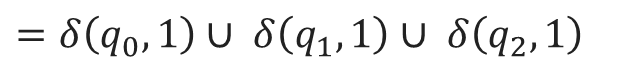 = δ(q₀, 1) ∪ δ(q₁, 1) ∪ δ(q₂, 1)